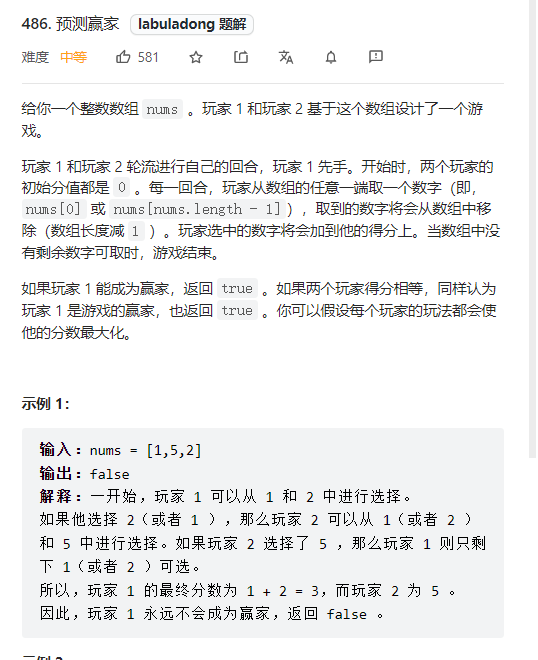 486. 预测赢家 labuladong 题解
难度 中等 581
给你一个整数数组 nums 。玩家 1 和玩家 2 基于这个数组设计了一个游
戏。
玩家 1 和玩家 2 轮流进行自己的回合，玩家 1 先手。开始时，两个玩家的
初始分值都是 0 。每一回合，玩家从数组的任意一端取一个数字（即，
nums[0] 或 nums[nums.length - 1]），取到的数字将会从数组中移
除（数组长度减 1 ）。玩家选中的数字将会加到他的得分上。当数组中没
有剩余数字可取时，游戏结束。
如果玩家 1 能成为赢家，返回 true 。如果两个玩家得分相等，同样认为
玩家 1 是游戏的赢家，也返回 true 。你可以假设每个玩家的玩法都会使
他的分数最大化。
示例 1：
输入：nums = [1,5,2]
输出：false
解释：一开始，玩家 1 可以从 1 和 2 中进行选择。
如果他选择 2（或者 1 ），那么玩家 2 可以从 1（或者 2 ）
和 5 中进行选择。如果玩家 2 选择了 5 ，那么玩家 1 则只剩
下 1（或者 2 ）可选。
所以，玩家 1 的最终分数为 1 + 2 = 3，而玩家 2 为 5 。
因此，玩家 1 永远不会成为赢家，返回 false 。